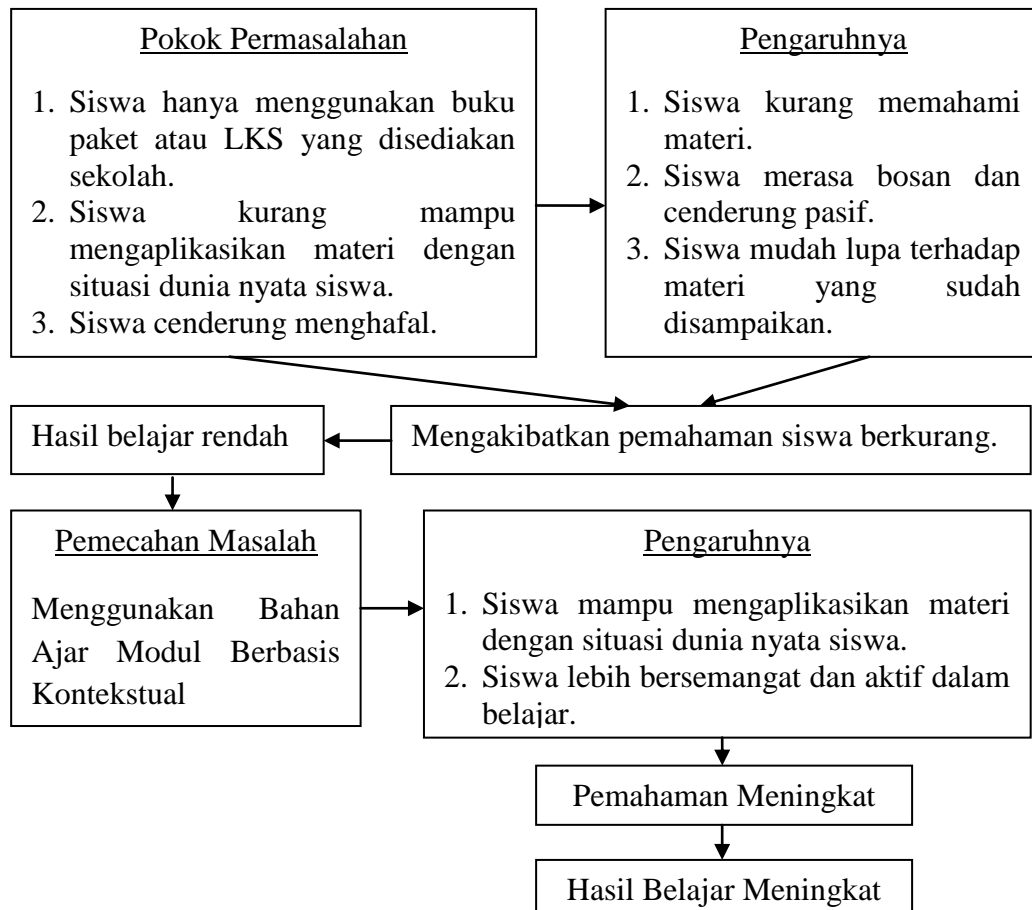 Pokok Permasalahan
1. Siswa hanya menggunakan buku
paket atau LKS yang disediakan
sekolah.
2. Siswa kurang mampu
mengaplikasikan materi dengan
situasi dunia nyata siswa.
3. Siswa cenderung menghafal.
Pengaruhnya
1. Siswa kurang memahami
materi.
2. Siswa merasa bosan dan
cenderung pasif.
3. Siswa mudah lupa terhadap
materi yang sudah
disampaikan.
Hasil belajar rendah
Mengakibatkan pemahaman siswa berkurang.
Pemecahan Masalah
Menggunakan Bahan
Ajar Modul Berbasis
Kontekstual
Pengaruhnya
1. Siswa mampu mengaplikasikan materi
dengan situasi dunia nyata siswa.
2. Siswa lebih bersemangat dan aktif dalam
belajar.
Pemahaman Meningkat
Hasil Belajar Meningkat